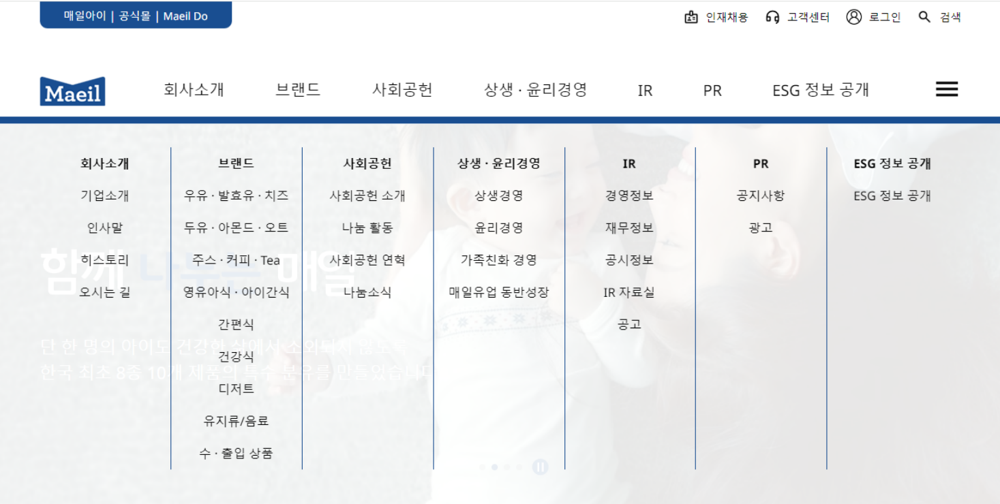 매일아이 | 공식몰 | Maeil Do
인재채용 고객센터 로그인 검색
Maeil
회사소개 브랜드 사회공헌 상생 · 윤리경영 IR PR ESG 정보 공개
회사소개
기업소개
인사말
히스토리
오시는 길
브랜드
우유 · 발효유 · 치즈
두유 · 아몬드 · 오트
주스 · 커피 · Tea
영유아식 · 아이간식
간편식
건강식
디저트
유지류/음료
수 · 출입 상품
사회공헌
사회공헌 소개
나눔 활동
사회공헌 연혁
나눔소식
상생 · 윤리경영
상생경영
윤리경영
가족친화 경영
매일유업 동반성장
IR
경영정보
재무정보
공시정보
IR 자료실
공고
PR
공지사항
광고
ESG 정보 공개
ESG 정보 공개
함께 나누는 매일
단 한 명의 아이도 건강한 삶에서 소외되지 않도록
한국 최초 8종 10개 제품의 특수 분유를 만들었습니다